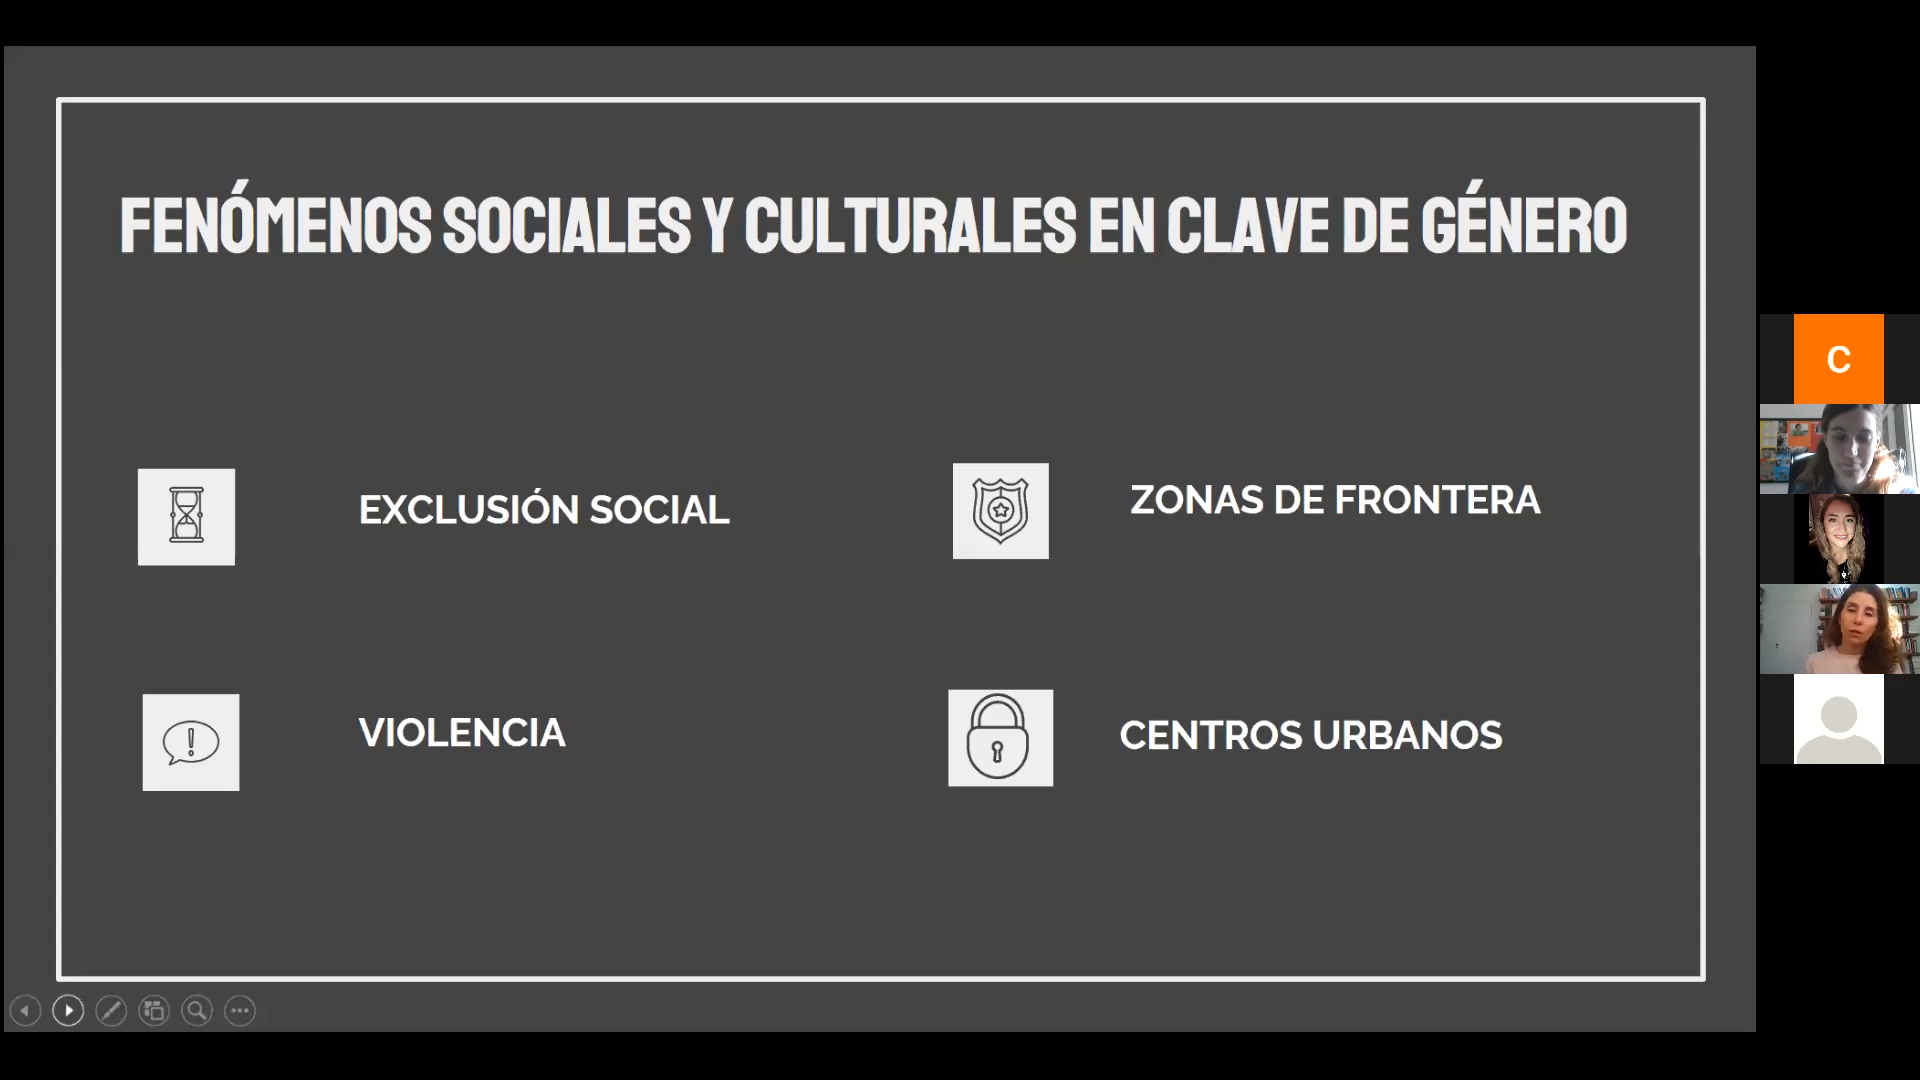 FENÓMENOS SOCIALES Y CULTURALES EN CLAVE DE GÉNERO
EXCLUSIÓN SOCIAL
ZONAS DE FRONTERA
VIOLENCIA
CENTROS URBANOS
C